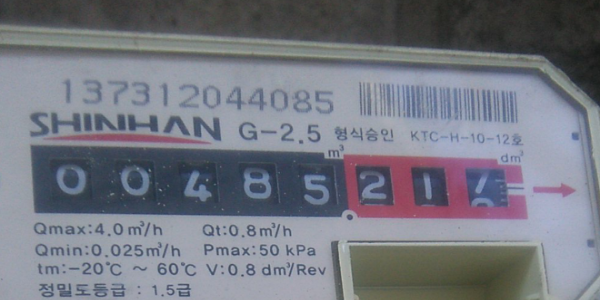 137312044085
SHINHAN G-2.5 형식승인 KTC-H-10-12호
m³ dm³
0 0 4 8 5 2 1
Qmax:4.0m³/h Qt:0.8m³/h
Qmin:0.025m³/h Pmax:50 kPa
tm:-20℃ ~ 60℃ V:0.8 dm³/Rev
정밀도등급 : 1.5급